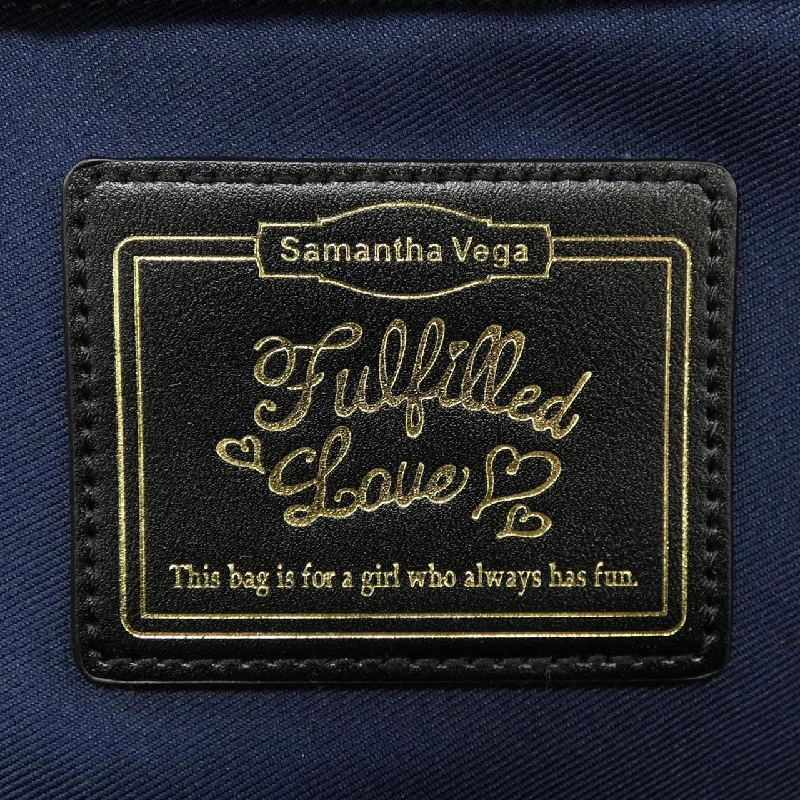 Samantha Vega
Fulfilled
Love
This bag is for a girl who always has fun.